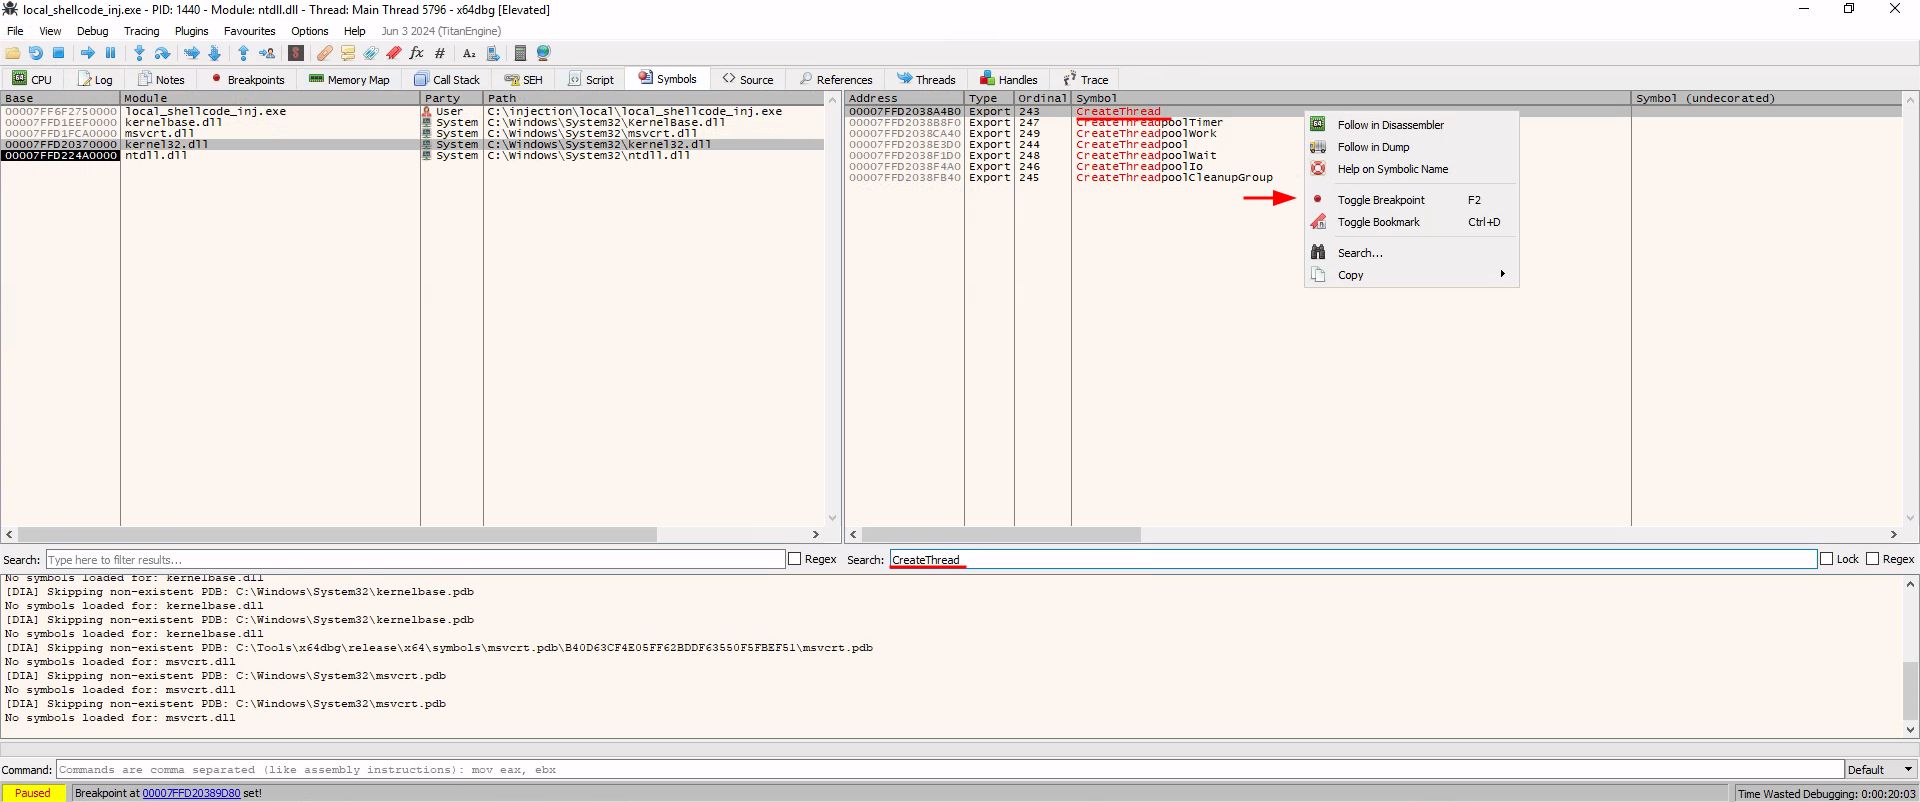 local_shellcode_inj.exe - PID: 1440 - Module: ntdll.dll - Thread: Main Thread 5796 - x64dbg [Elevated]
File View Debug Tracing Plugins Favourites Options Help Jun 3 2024 (TitanEngine)
CPU Log Notes Breakpoints Memory Map Call Stack SEH Script Symbols Source References Threads Handles Trace
Base Module Party Path
00007FF6F2750000 local_shellcode_inj.exe User C:\injection\local\local_shellcode_inj.exe
00007FFD1EEF0000 kernelbase.dll System C:\Windows\System32\KernelBase.dll
00007FFD1FCA0000 msvcrt.dll System C:\Windows\System32\msvcrt.dll
00007FFD20370000 kernel32.dll System C:\Windows\System32\kernel32.dll
00007FFD224A0000 ntdll.dll System C:\Windows\System32\ntdll.dll
Address Type Ordinal Symbol Symbol (undecorated)
00007FFD2038A4B0 Export 243 CreateThread
00007FFD2038B8F0 Export 247 CreateThreadpoolTimer
00007FFD2038CA40 Export 249 CreateThreadpoolWork
00007FFD2038E3D0 Export 244 CreateThreadpool
00007FFD2038F1D0 Export 248 CreateThreadpoolWait
00007FFD2038F4A0 Export 246 CreateThreadpoolIo
00007FFD2038FB40 Export 245 CreateThreadpoolCleanupGroup
Follow in Disassembler
Follow in Dump
Help on Symbolic Name
Toggle Breakpoint F2
Toggle Bookmark Ctrl+D
Search...
Copy
Search: Type here to filter results... Regex
Search: CreateThread Lock Regex
No symbols loaded for: kernelbase.dll
[DIA] Skipping non-existent PDB: C:\Windows\System32\kernelbase.pdb
No symbols loaded for: kernelbase.dll
[DIA] Skipping non-existent PDB: C:\Windows\System32\kernelbase.pdb
No symbols loaded for: kernelbase.dll
[DIA] Skipping non-existent PDB: C:\Tools\x64dbg\release\x64\symbols\msvcrt.pdb\B40D63CF4E05FF62BDDF63550F5FBEF51\msvcrt.pdb
No symbols loaded for: msvcrt.dll
[DIA] Skipping non-existent PDB: C:\Windows\System32\msvcrt.pdb
No symbols loaded for: msvcrt.dll
[DIA] Skipping non-existent PDB: C:\Windows\System32\msvcrt.pdb
No symbols loaded for: msvcrt.dll
Command: Commands are comma separated (like assembly instructions): mov eax, ebx Default
Paused Breakpoint at 00007FFD20389D80 set! Time Wasted Debugging: 0:00:20:03